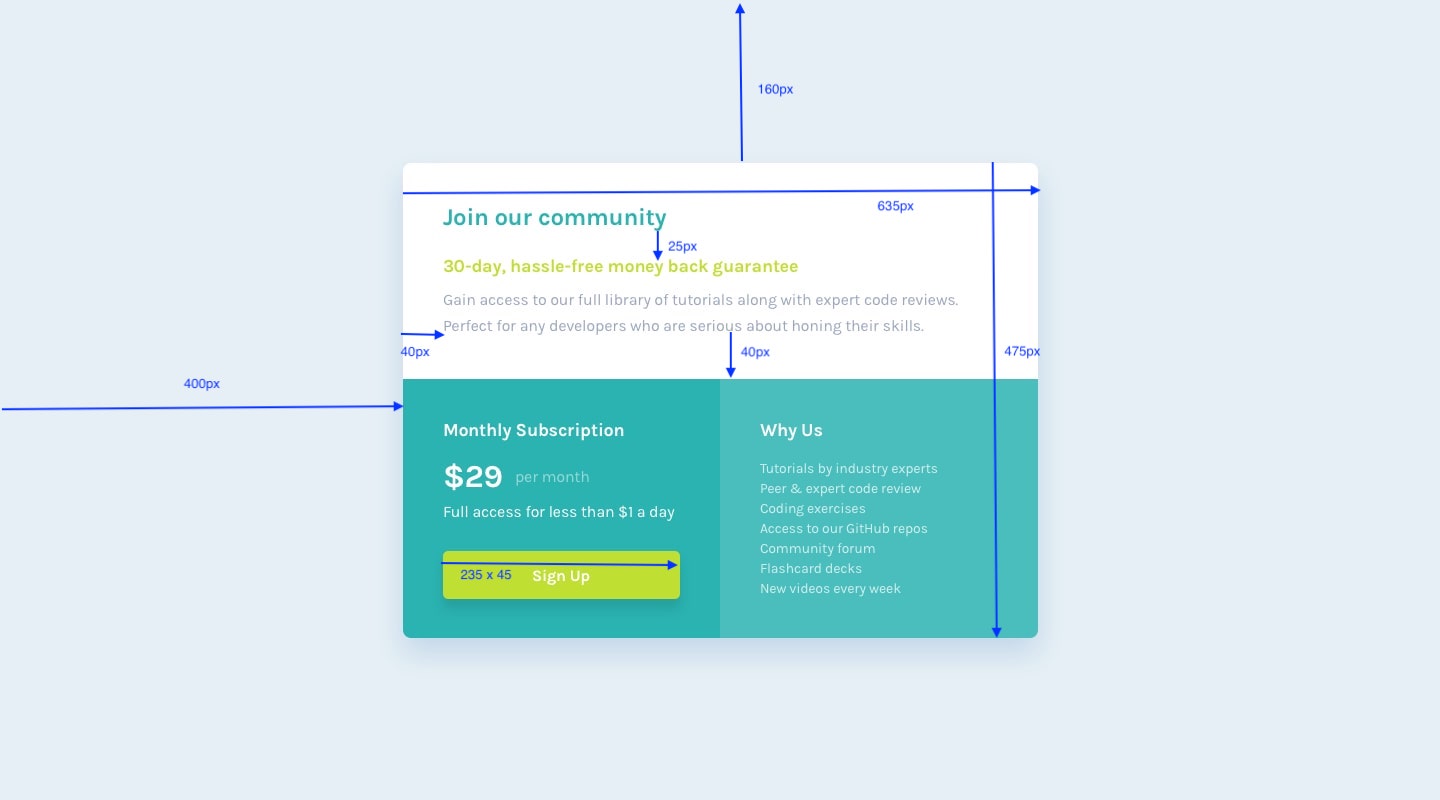 160px
635px
Join our community
25px
30-day, hassle-free money back guarantee
Gain access to our full library of tutorials along with expert code reviews.
Perfect for any developers who are serious about honing their skills.
40px
40px
475px
400px
Monthly Subscription
$29 per month
Full access for less than $1 a day
235 x 45
Sign Up
Why Us
Tutorials by industry experts
Peer & expert code review
Coding exercises
Access to our GitHub repos
Community forum
Flashcard decks
New videos every week